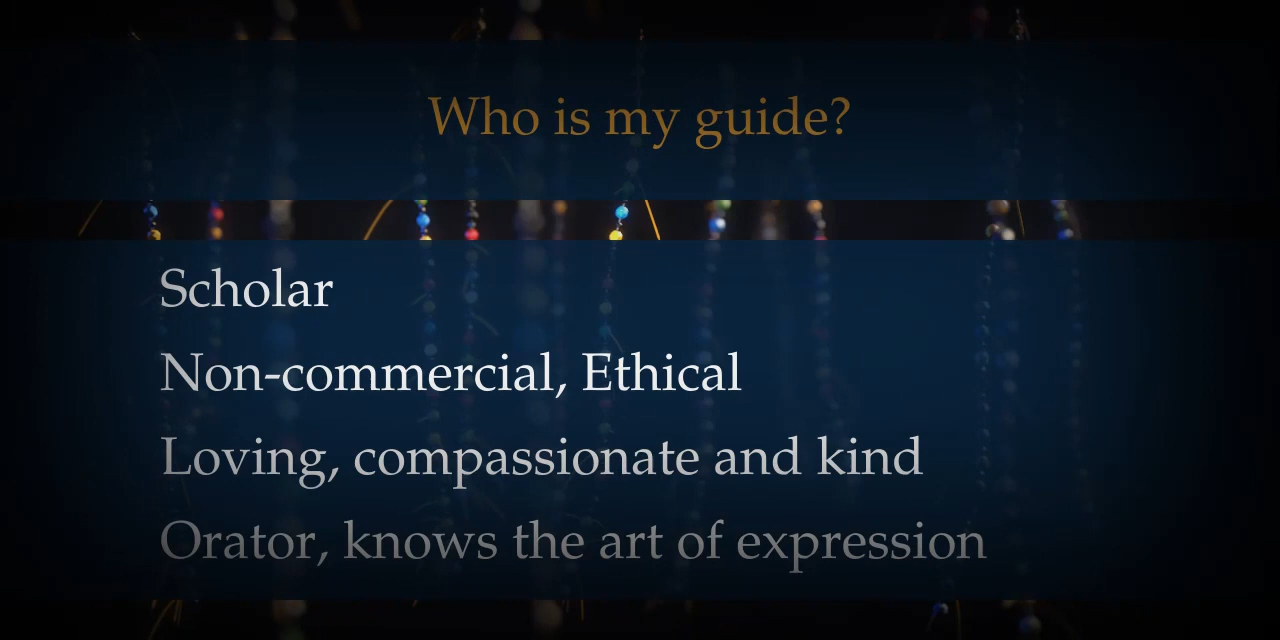 Who is my guide?
Scholar
Non-commercial, Ethical
Loving, compassionate and kind
Orator, knows the art of expression